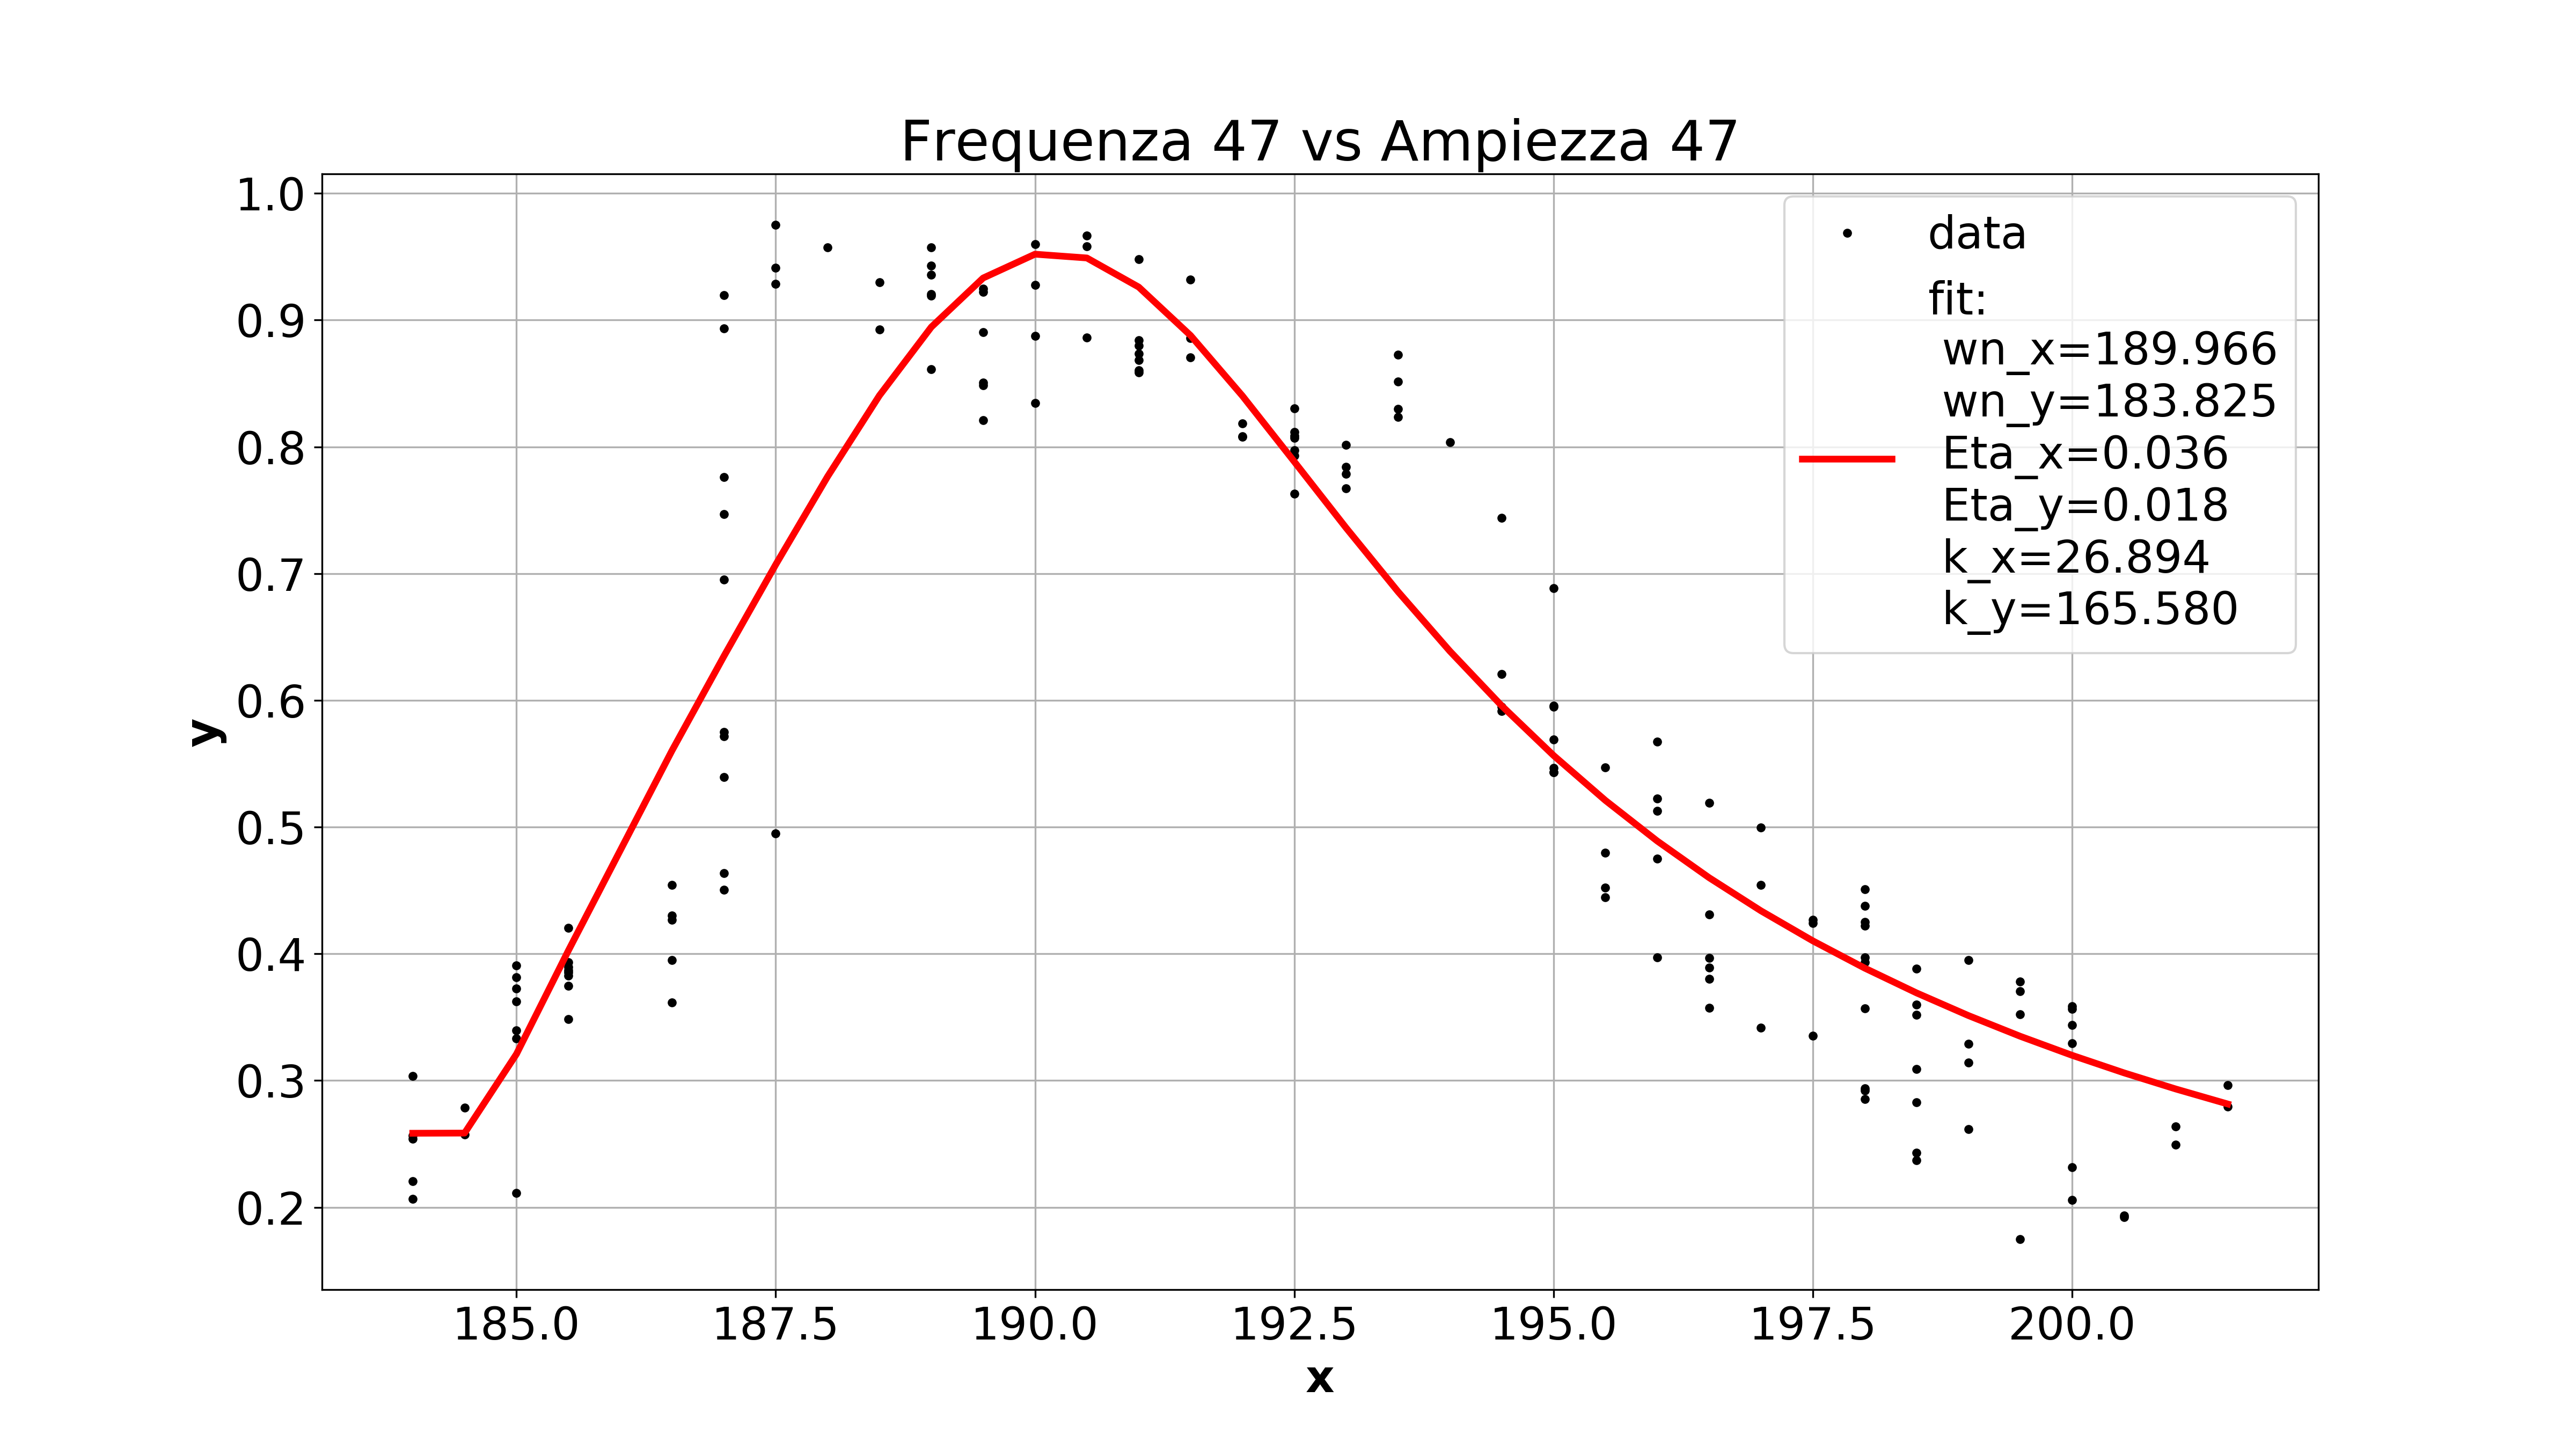 Frequenza 47 vs Ampiezza 47
1.0
0.9
0.8
0.7
0.6
0.5
0.4
0.3
0.2
y
data
fit:
wn_x=189.966
wn_y=183.825
Eta_x=0.036
Eta_y=0.018
k_x=26.894
k_y=165.580
185.0 187.5 190.0 192.5 195.0 197.5 200.0
x